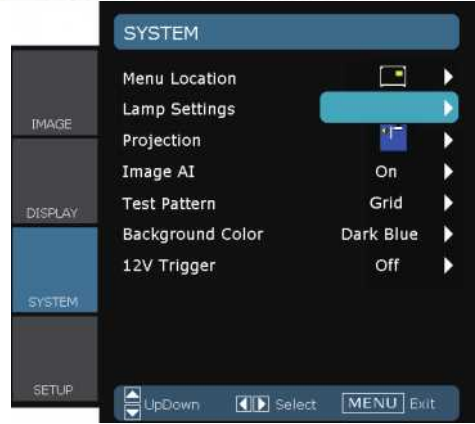 SYSTEM
IMAGE
DISPLAY
SYSTEM
SETUP
Menu Location
Lamp Settings
Projection
Image AI On
Test Pattern Grid
Background Color Dark Blue
12V Trigger Off
UpDown Select MENU Exit